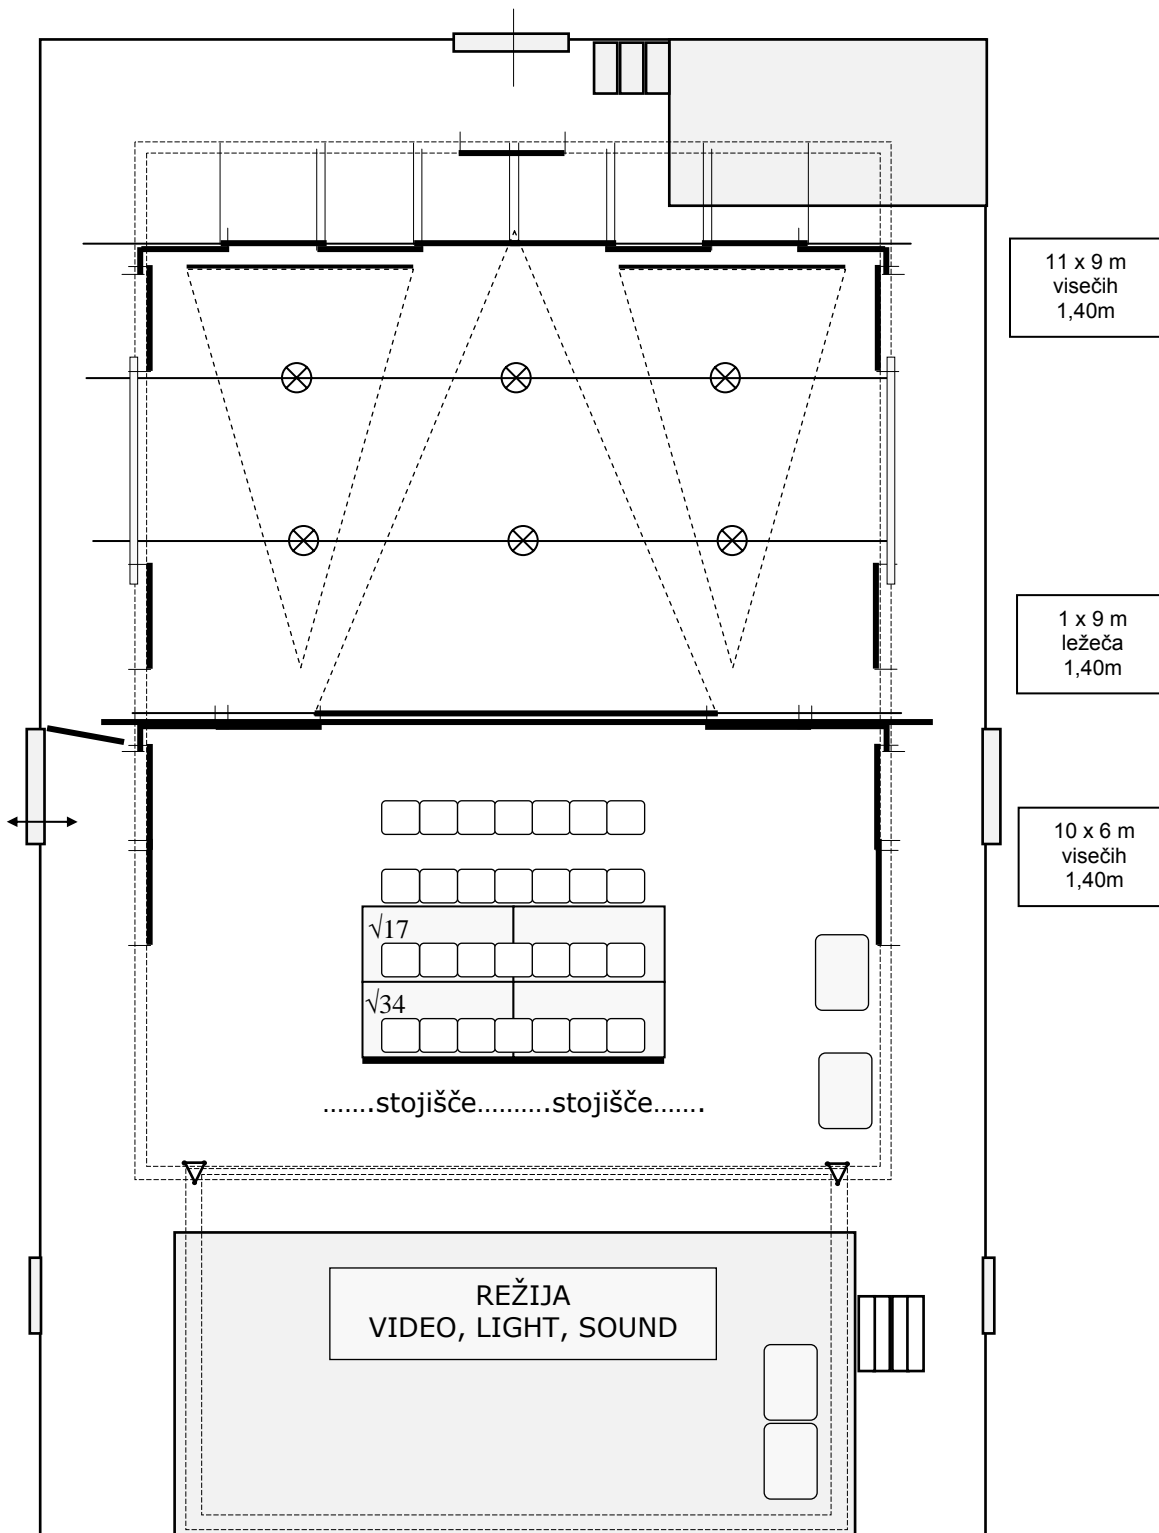 11 x 9 m
visečih
1,40m
1 x 9 m
ležeča
1,40m
10 x 6 m
visečih
1,40m
√17
√34
.......stojišče..........stojišče.......
REŽIJA
VIDEO, LIGHT, SOUND